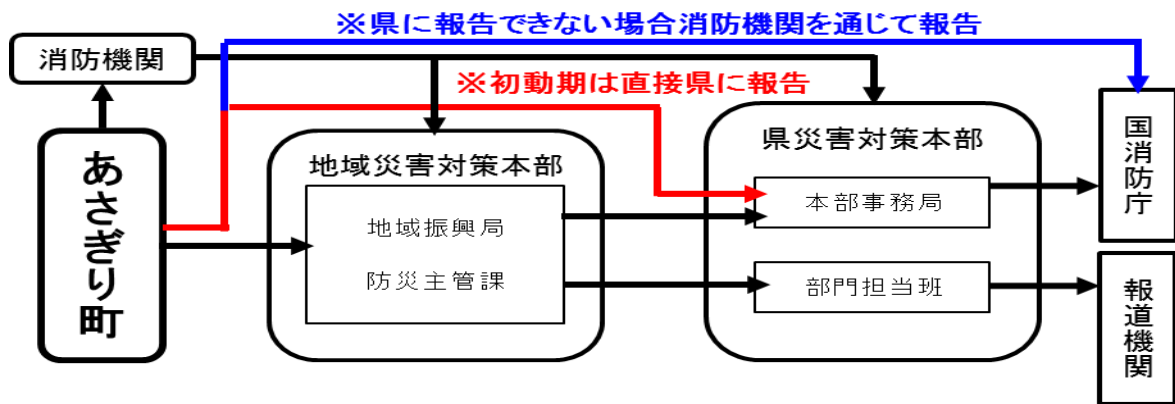 ※県に報告できない場合消防機関を通じて報告
消防機関
※初動期は直接県に報告
あさぎり町
地域災害対策本部
地域振興局
防災主管課
県災害対策本部
本部事務局
部門担当班
国消防庁
報道機関